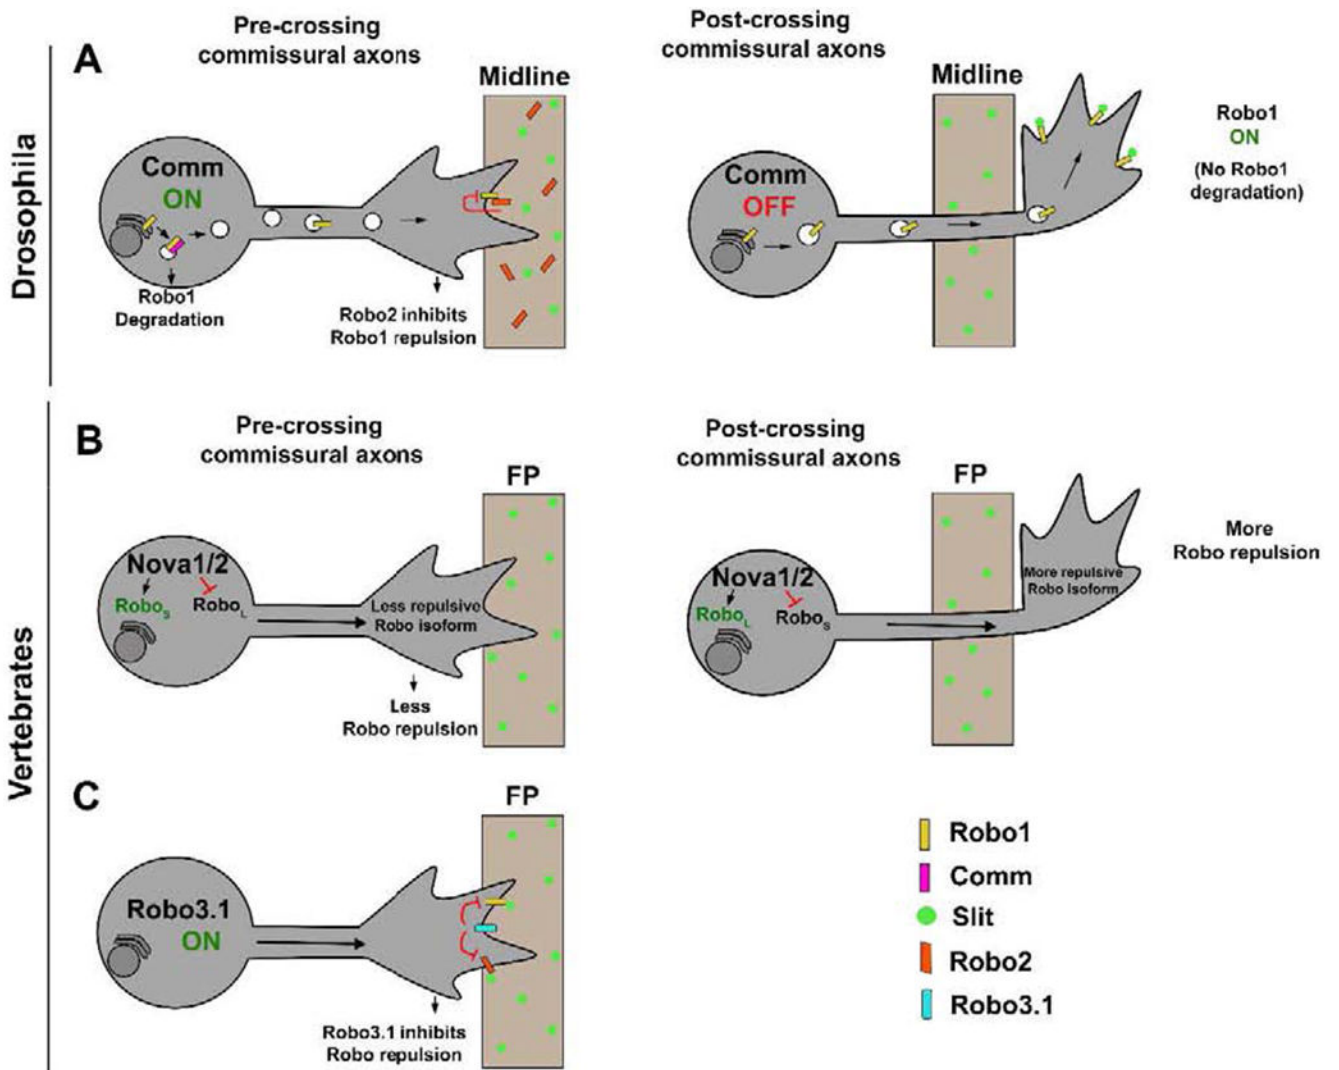 Drosophila
A
Pre-crossing
commissural axons
Midline
Comm
ON
Robo1
Degradation
Robo2 inhibits
Robo1 repulsion
Post-crossing
commissural axons
Midline
Comm
OFF
Robo1
ON
(No Robo1
degradation)
Vertebrates
B
Pre-crossing
commissural axons
FP
Nova1/2
RoboS RoboL
Less repulsive
Robo isoform
Less
Robo repulsion
Post-crossing
commissural axons
FP
Nova1/2
RoboL RoboS
More repulsive
Robo isoform
More
Robo repulsion
C
FP
Robo3.1
ON
Robo3.1 inhibits
Robo repulsion
Robo1
Comm
Slit
Robo2
Robo3.1